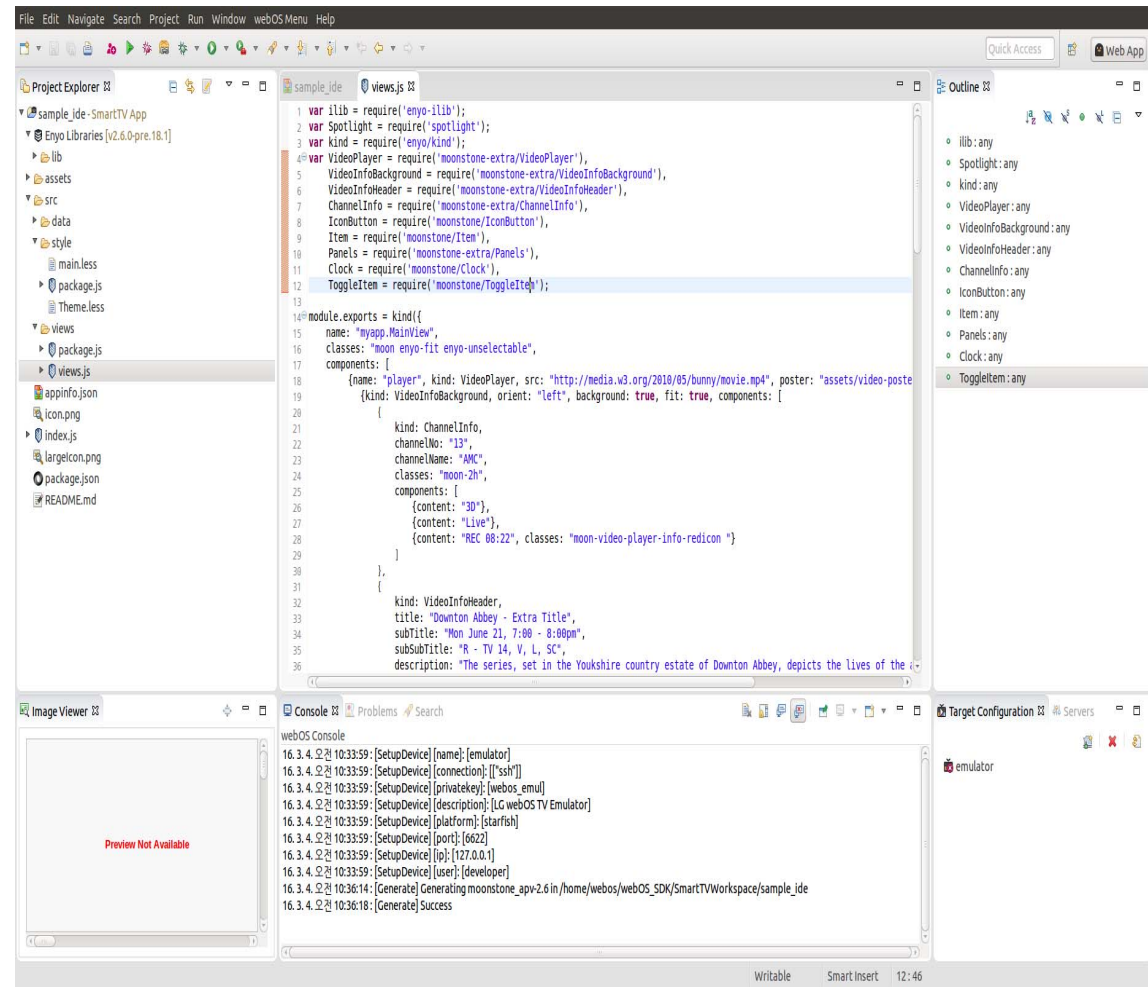 File Edit Navigate Search Project Run Window webOS Menu Help
Quick Access
Web App
Project Explorer
sample_ide - SmartTV App
Enyo Libraries [v2.6.0-pre.18.1]
lib
assets
src
data
style
main.less
package.js
Theme.less
views
package.js
views.js
appinfo.json
icon.png
index.js
largeIcon.png
package.json
README.md
sample_ide
views.js
1 var ilib = require('enyo-ilib');
2 var Spotlight = require('spotlight');
3 var kind = require('enyo/kind');
4 var VideoPlayer = require('moonstone-extra/VideoPlayer'),
5 VideoInfoBackground = require('moonstone-extra/VideoInfoBackground'),
6 VideoInfoHeader = require('moonstone-extra/VideoInfoHeader'),
7 ChannelInfo = require('moonstone-extra/ChannelInfo'),
8 IconButton = require('moonstone/IconButton'),
9 Item = require('moonstone/Item'),
10 Panels = require('moonstone-extra/Panels'),
11 Clock = require('moonstone/Clock'),
12 ToggleItem = require('moonstone/ToggleItem');
13
14 module.exports = kind({
15 name: "myapp.MainView",
16 classes: "moon enyo-fit enyo-unselectable",
17 components: [
18 {name: "player", kind: VideoPlayer, src: "http://media.w3.org/2010/05/bunny/movie.mp4", poster: "assets/video-poste
19 {kind: VideoInfoBackground, orient: "left", background: true, fit: true, components: [
20 {
21 kind: ChannelInfo,
22 channelNo: "13",
23 channelName: "AMC",
24 classes: "moon-2h",
25 components: [
26 {content: "3D"},
27 {content: "Live"},
28 {content: "REC 08:22", classes: "moon-video-player-info-redicon "}
29 ]
30 },
31 {
32 kind: VideoInfoHeader,
33 title: "Downton Abbey - Extra Title",
34 subTitle: "Mon June 21, 7:00 - 8:00pm",
35 subSubTitle: "R - TV 14, V, L, SC",
36 description: "The series, set in the Youkshire country estate of Downton Abbey, depicts the lives of the
Outline
ilib : any
Spotlight : any
kind : any
VideoPlayer : any
VideoInfoBackground : any
VideoInfoHeader : any
ChannelInfo : any
IconButton : any
Item : any
Panels : any
Clock : any
ToggleItem : any
Image Viewer
Preview Not Available
Console Problems Search
webOS Console
16. 3. 4. 오전 10:33:59 : [SetupDevice] [name]: [emulator]
16. 3. 4. 오전 10:33:59 : [SetupDevice] [connection]: [["ssh"]]
16. 3. 4. 오전 10:33:59 : [SetupDevice] [privatekey]: [webos_emul]
16. 3. 4. 오전 10:33:59 : [SetupDevice] [description]: [LG webOS TV Emulator]
16. 3. 4. 오전 10:33:59 : [SetupDevice] [platform]: [starfish]
16. 3. 4. 오전 10:33:59 : [SetupDevice] [port]: [6622]
16. 3. 4. 오전 10:33:59 : [SetupDevice] [ip]: [127.0.0.1]
16. 3. 4. 오전 10:33:59 : [SetupDevice] [user]: [developer]
16. 3. 4. 오전 10:36:14 : [Generate] Generating moonstone_apv-2.6 in /home/webos/webOS_SDK/SmartTVWorkspace/sample_ide
16. 3. 4. 오전 10:36:18 : [Generate] Success
Target Configuration Servers
emulator
Writable Smart Insert 12 : 46